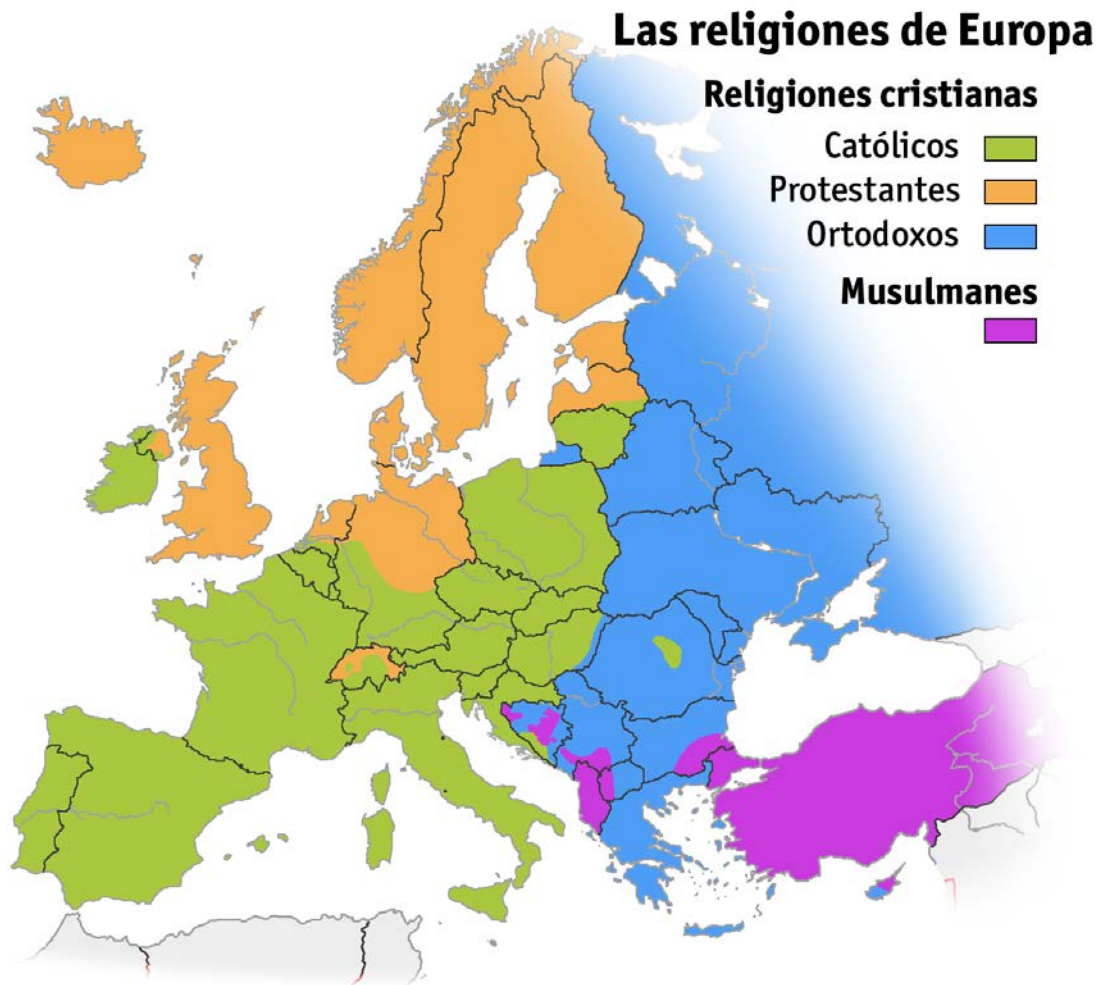 Las religiones de Europa
Religiones cristianas
Católicos
Protestantes
Ortodoxos
Musulmanes